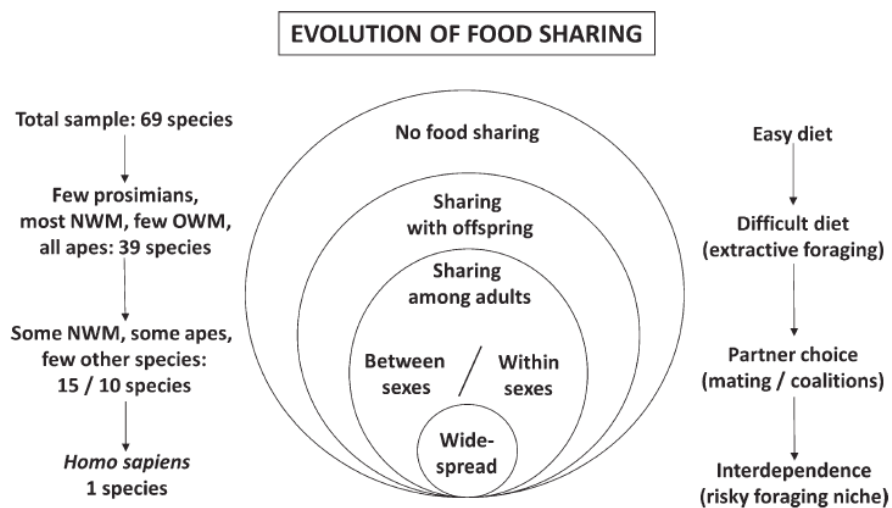 EVOLUTION OF FOOD SHARING
Total sample: 69 species
Few prosimians,
most NWM, few OWM,
all apes: 39 species
Some NWM, some apes,
few other species:
15 / 10 species
Homo sapiens
1 species
No food sharing
Sharing
with offspring
Sharing
among adults
Between
sexes
/
Within
sexes
Wide-
spread
Easy diet
Difficult diet
(extractive foraging)
Partner choice
(mating / coalitions)
Interdependence
(risky foraging niche)